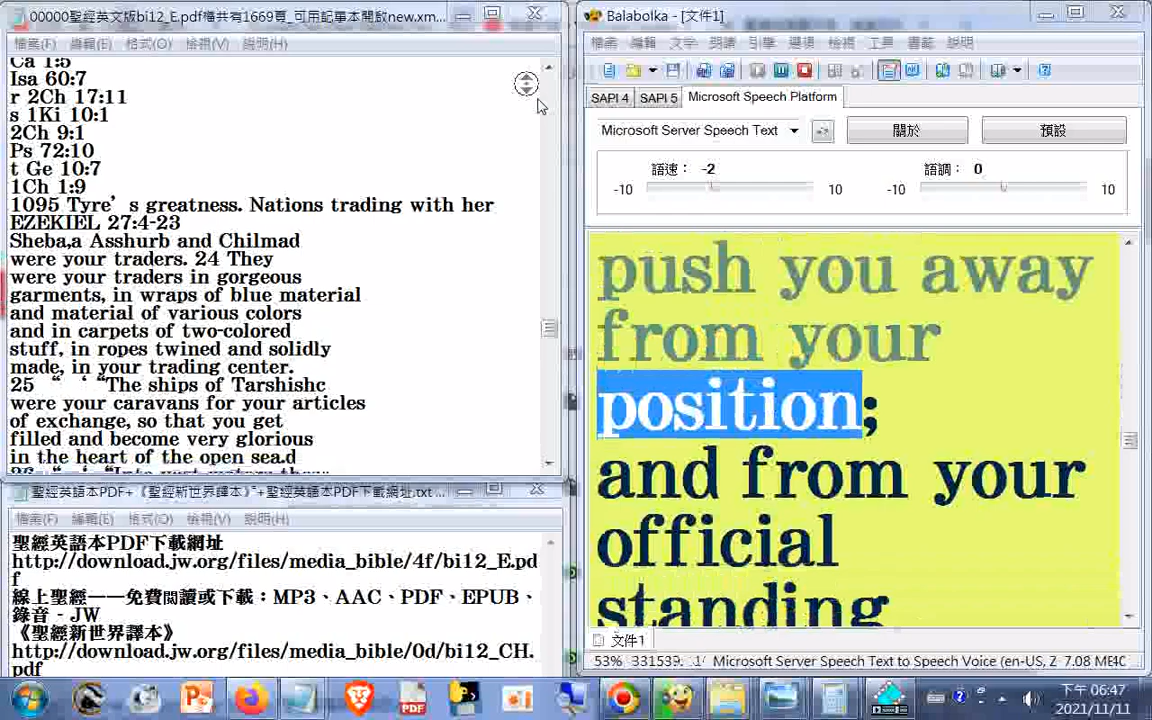 00000聖經英文版bi12_E.pdf檔共有1669頁_可用記事本開啟new.xm...
檔案(F) 編輯(E) 格式(O) 檢視(V) 說明(H)
Ca 1:5
Isa 60:7
r 2Ch 17:11
s 1Ki 10:1
2Ch 9:1
Ps 72:10
t Ge 10:7
1Ch 1:9
1095 Tyre’s greatness. Nations trading with her
EZEKIEL 27:4-23
Sheba,a Asshurb and Chilmad
were your traders. 24 They
were your traders in gorgeous
garments, in wraps of blue material
and material of various colors
and in carpets of two-colored
stuff, in ropes twined and solidly
made, in your trading center.
25 “ ‘ “The ships of Tarshishc
were your caravans for your articles
of exchange, so that you get
filled and become very glorious
in the heart of the open sea.d
聖經英語本PDF+《聖經新世界譯本》"+聖經英語本PDF下載網址.txt ...
檔案(F) 編輯(E) 格式(O) 檢視(V) 說明(H)
聖經英語本PDF下載網址
http://download.jw.org/files/media_bible/4f/bi12_E.pd
f
線上聖經——免費閱讀或下載：MP3、AAC、PDF、EPUB、
錄音 - JW
《聖經新世界譯本》
http://download.jw.org/files/media_bible/0d/bi12_CH.
pdf
Balabolka - [文件1]
檔案 編輯 文字 朗讀 引擎 選項 檢視 工具 書籤 說明
SAPI 4 SAPI 5 Microsoft Speech Platform
Microsoft Server Speech Text 關於 預設
語速： -2 語調： 0
-10 10 -10 10
push you away
from your
position;
and from your
official
standing
文件1
53% Microsoft Server Speech Text to Speech Voice (en-US, Z 7.08 ME
下午 06:47
2021/11/11